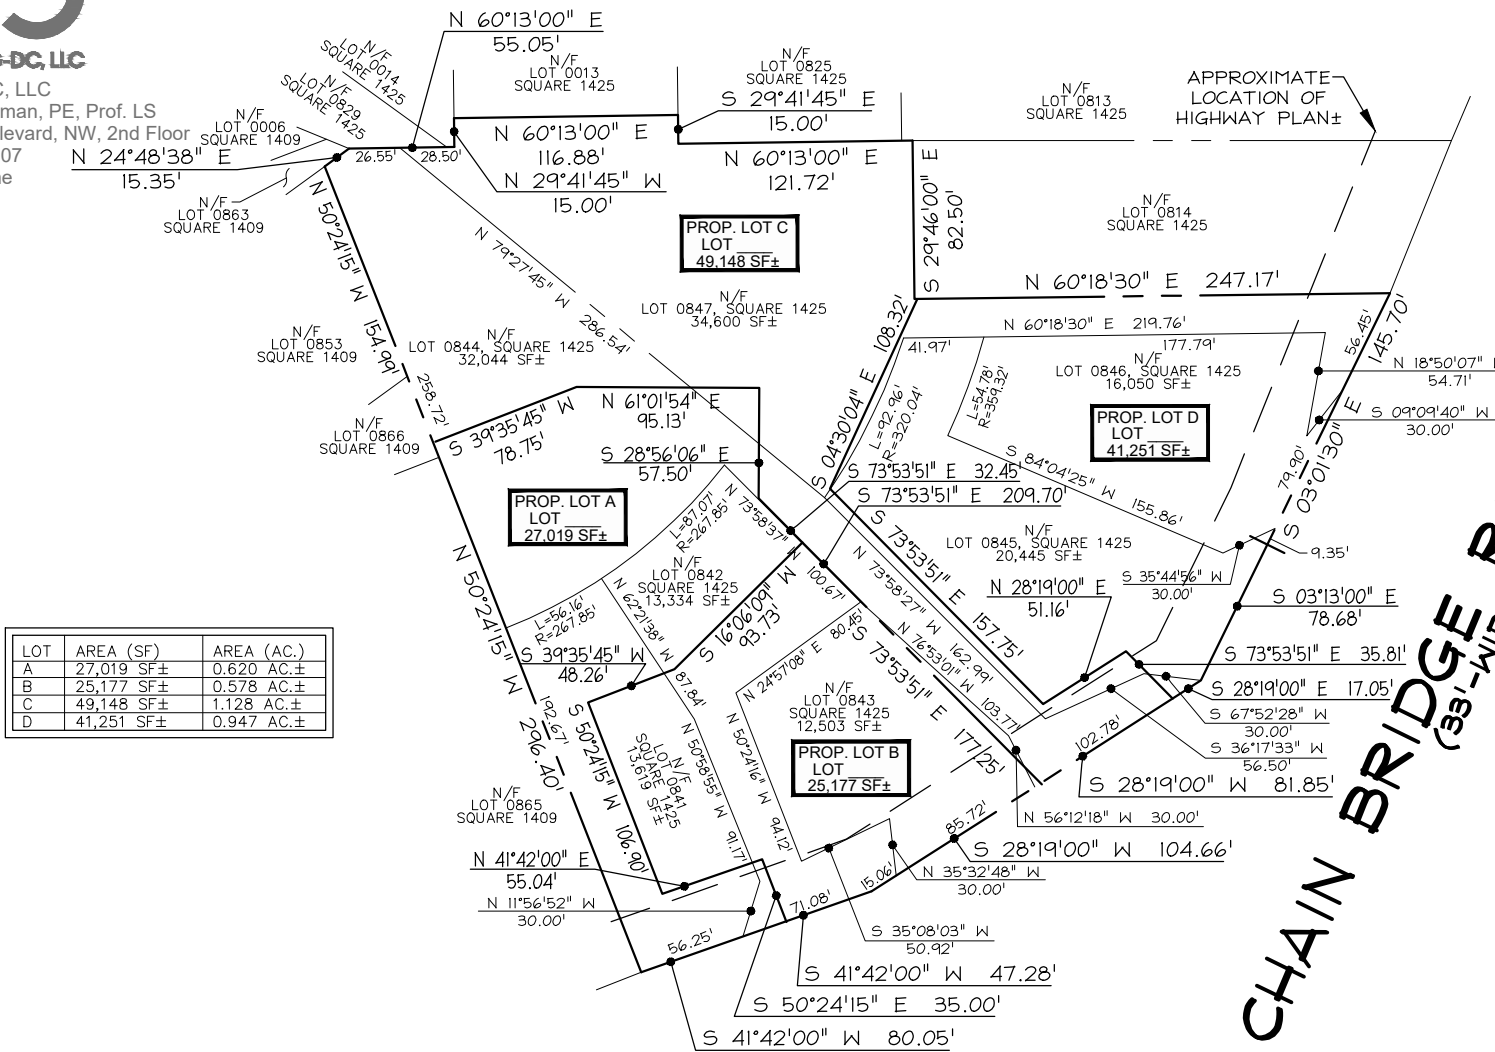 -DC, LLC
C, LLC
man, PE, Prof. LS
levard, NW, 2nd Floor
07
ne
N 60°13'00" E
55.05'
N/F
LOT 0014
SQUARE 1425
N/F
LOT 0829
SQUARE 1425
N/F
LOT 0006
SQUARE 1409
N 24°48'38" E
15.35'
N/F
LOT 0863
SQUARE 1409
26.55'
28.50'
N/F
LOT 0013
SQUARE 1425
N 60°13'00" E
116.88'
N 29°41'45" W
15.00'
N/F
LOT 0825
SQUARE 1425
S 29°41'45" E
15.00'
N 60°13'00" E
121.72'
N/F
LOT 0813
SQUARE 1425
APPROXIMATE
LOCATION OF
HIGHWAY PLAN±
S 29°46'00" E
82.50'
N/F
LOT 0814
SQUARE 1425
PROP. LOT C
LOT ____
49,148 SF±
N 50°24'15" W 154.99'
N 79°27'45" W 286.54'
N/F
LOT 0847, SQUARE 1425
34,600 SF±
N 60°18'30" E 247.17'
N 60°18'30" E 219.76'
41.97'
177.79'
56.45'
145.70'
N 18°50'07"
54.71'
S 09°09'40" W
30.00'
N/F
LOT 0853
SQUARE 1409
N/F
LOT 0844, SQUARE 1425
32,044 SF±
258.72'
N/F
LOT 0866
SQUARE 1409
S 04°30'04" E 108.32'
L=92.96'
R=320.04'
L=54.78'
R=359.32'
N/F
LOT 0846, SQUARE 1425
16,050 SF±
PROP. LOT D
LOT ____
41,251 SF±
S 39°35'45" W
78.75'
N 61°01'54" E
95.13'
S 28°56'06" E
57.50'
S 73°53'51" E 32.45'
S 73°53'51" E 209.70'
S 84°04'25" W 155.86'
79.90'
S 03°01'30" E
9.35'
PROP. LOT A
LOT ____
27,019 SF±
L=87.07'
R=267.85'
N 73°58'37"
100.67'
N/F
LOT 0842
SQUARE 1425
13,334 SF±
N/F
LOT 0845, SQUARE 1425
20,445 SF±
S 73°53'51" E 157.75'
N 73°58'27" W 162.99'
S 35°44'56" W
30.00'
N 28°19'00" E
51.16'
S 03°13'00" E
78.68'
N 50°24'15" W 296.40'
L=56.16'
R=267.85'
N 62°21'38" W
87.84'
S 16°06'09" W
93.73'
S 39°35'45" W
48.26'
N 24°57'08" E 80.45'
S 73°53'51" E 177.25'
N 76°53'01" W 103.77'
S 73°53'51" E 35.81'
S 28°19'00" E 17.05'
S 67°52'28" W
30.00'
S 36°17'33" W
56.50'
LOT AREA (SF) AREA (AC.)
A 27,019 SF± 0.620 AC.±
B 25,177 SF± 0.578 AC.±
C 49,148 SF± 1.128 AC.±
D 41,251 SF± 0.947 AC.±
192.67'
S 50°24'15" W 106.90'
N/F
LOT 0841
SQUARE 1425
13,619 SF±
N 50°58'55" W 91.17'
N 50°24'16" W 94.12'
N/F
LOT 0843
SQUARE 1425
12,503 SF±
PROP. LOT B
LOT ____
25,177 SF±
102.78'
S 28°19'00" W 81.85'
N 56°12'18" W 30.00'
N/F
LOT 0865
SQUARE 1409
N 41°42'00" E
55.04'
N 11°56'52" W
30.00'
85.72'
S 28°19'00" W 104.66'
N 35°32'48" W
30.00'
15.06'
71.08'
56.25'
S 35°08'03" W
50.92'
S 41°42'00" W 47.28'
S 50°24'15" E 35.00'
S 41°42'00" W 80.05'
CHAIN BRIDGE R
(33'-WID